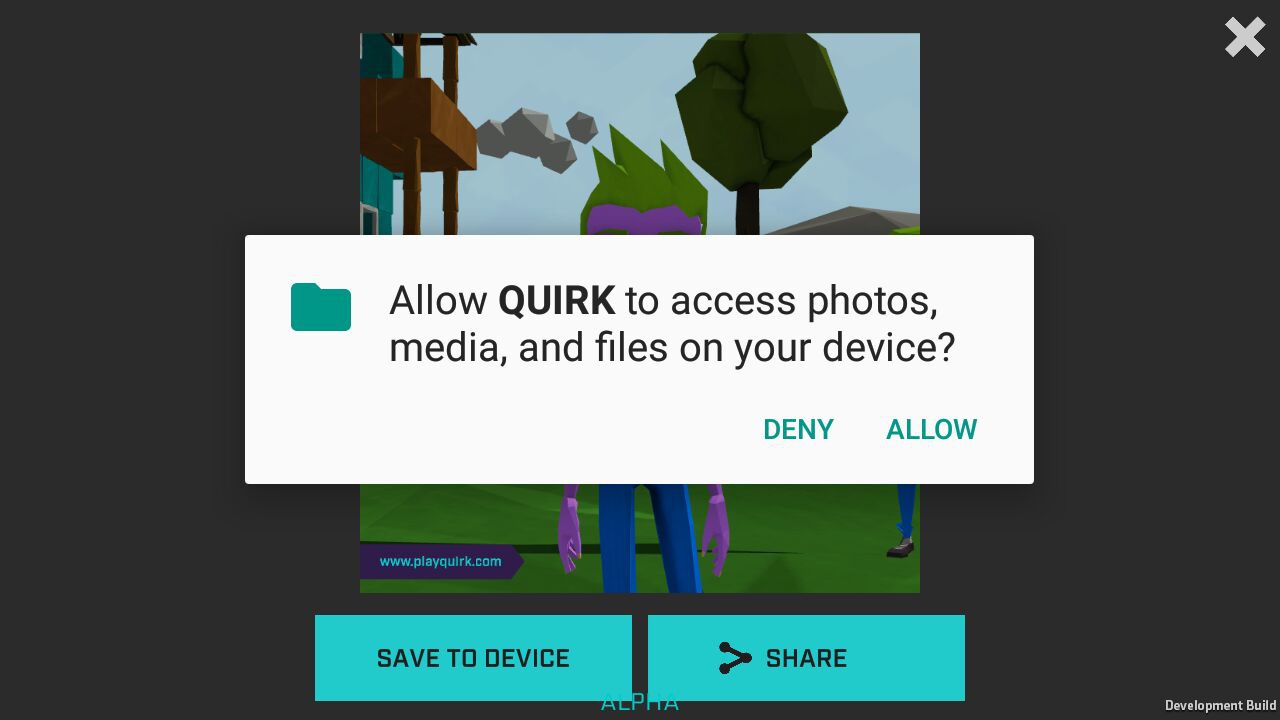 Allow QUIRK to access photos,
media, and files on your device?
DENY ALLOW
www.playquirk.com
SAVE TO DEVICE
SHARE
ALPHA
Development Build